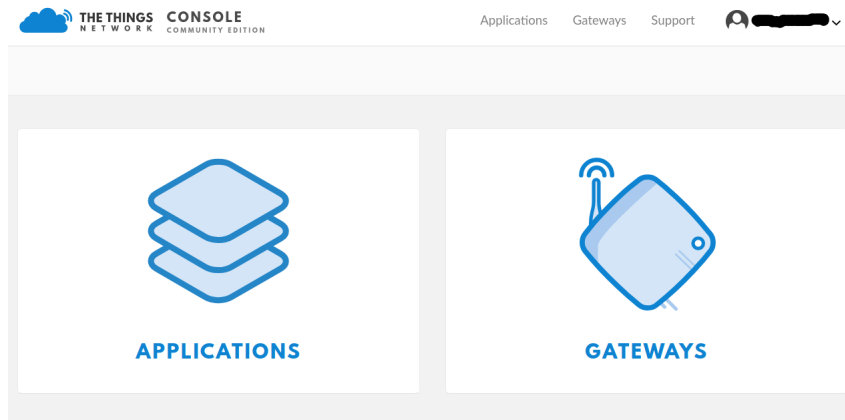 THE THINGS
NETWORK
CONSOLE
COMMUNITY EDITION
Applications Gateways Support
APPLICATIONS
GATEWAYS